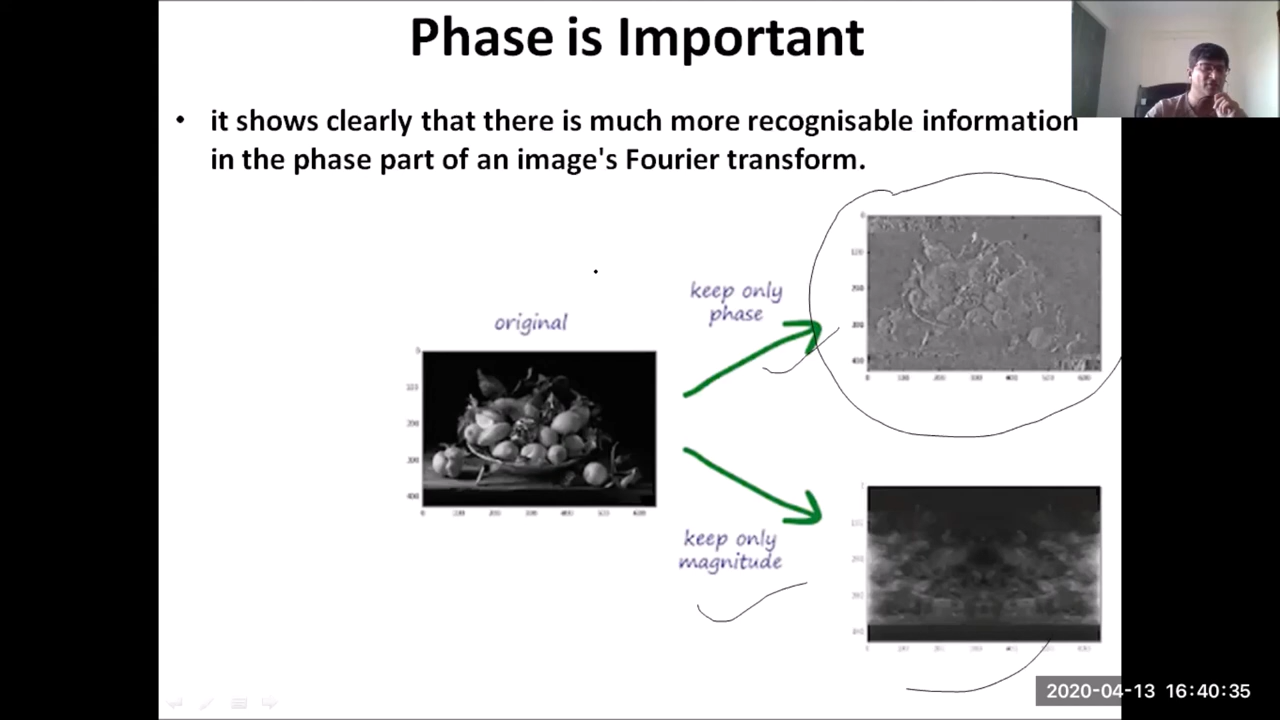 Phase is Important
• it shows clearly that there is much more recognisable information
in the phase part of an image's Fourier transform.
keep only
phase
original
keep only
magnitude
2020-04-13 16:40:35